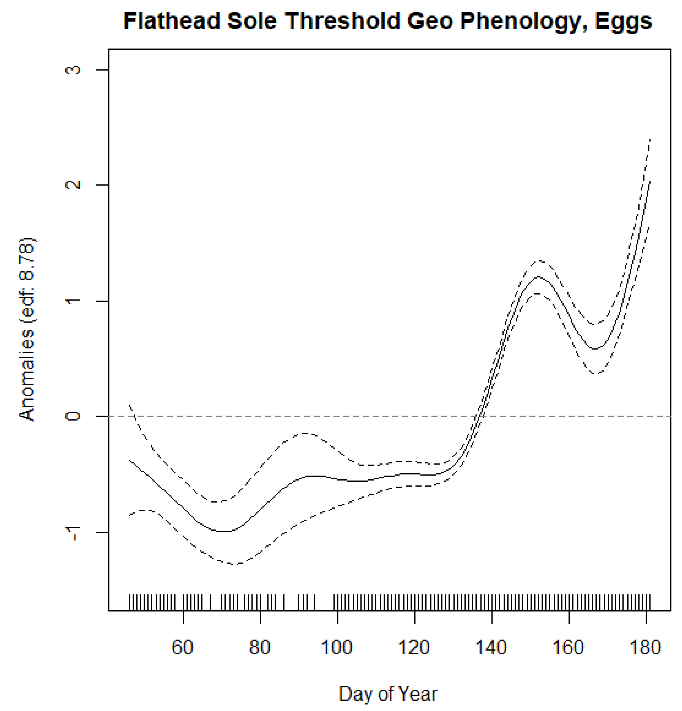 Flathead Sole Threshold Geo Phenology, Eggs
3
2
1
0
-1
Anomalies (edf: 8.78)
60 80 100 120 140 160 180
Day of Year